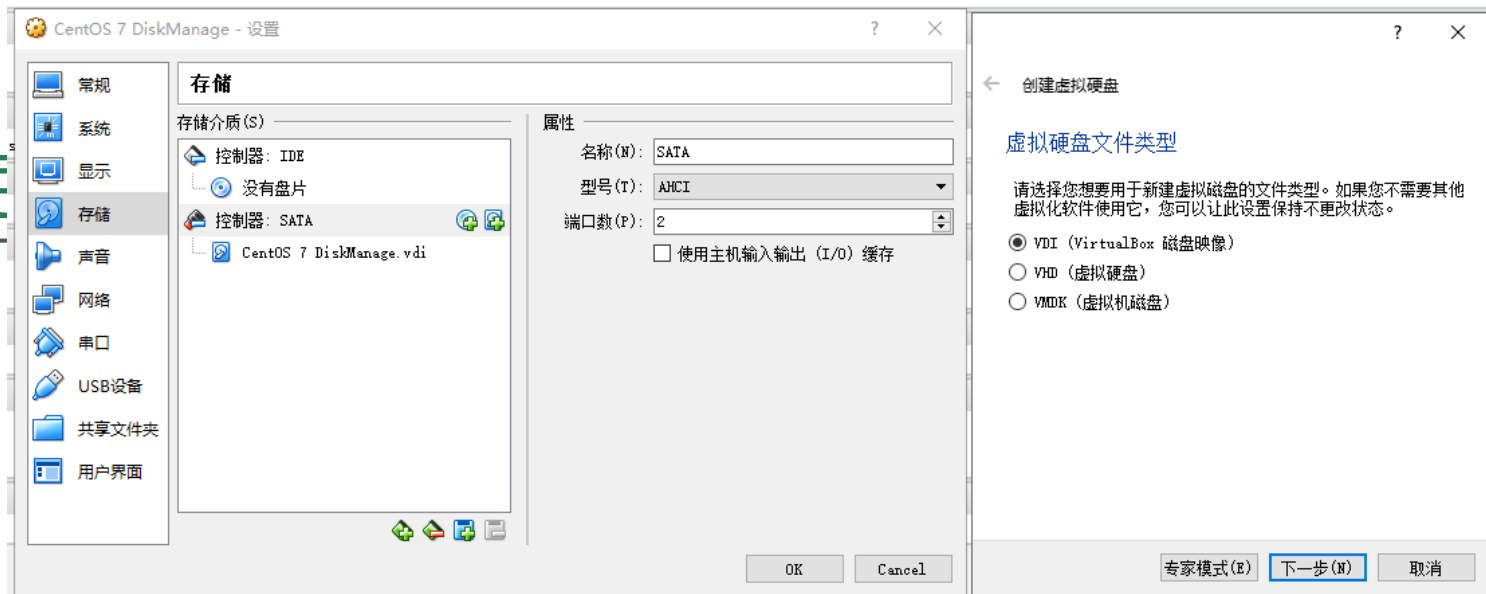 CentOS 7 DiskManage - 设置
常规
系统
显示
存储
声音
网络
串口
USB设备
共享文件夹
用户界面
存储
存储介质(S)
控制器: IDE
没有盘片
控制器: SATA
CentOS 7 DiskManage.vdi
属性
名称(N): SATA
型号(T): AHCI
端口数(P): 2
使用主机输入输出 (I/O) 缓存
OK Cancel
创建虚拟硬盘
虚拟硬盘文件类型
请选择您想要用于新建虚拟磁盘的文件类型。如果您不需要其他
虚拟化软件使用它，您可以让此设置保持不更改状态。
VDI (VirtualBox 磁盘映像)
VHD (虚拟硬盘)
VMDK (虚拟机磁盘)
专家模式(E) 下一步(N) 取消